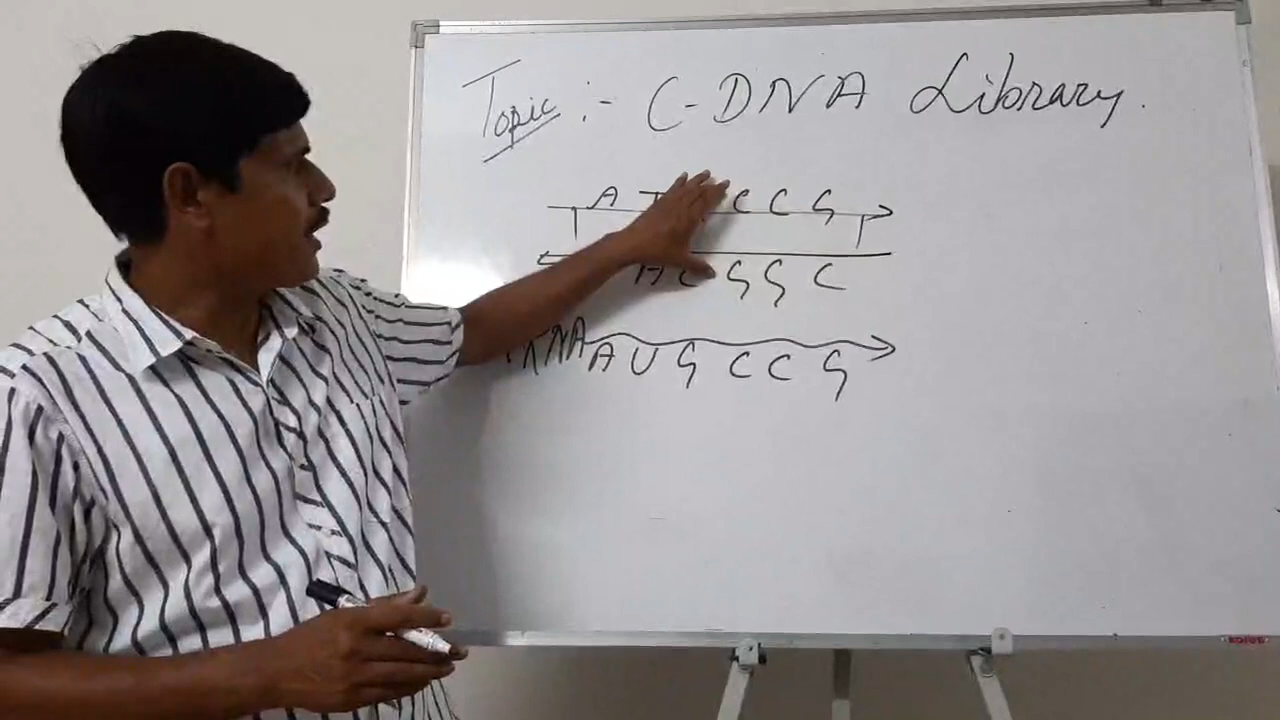 Topic :- C-DNA Library.
A T C C G
A C G G C
RNA A U G C C G